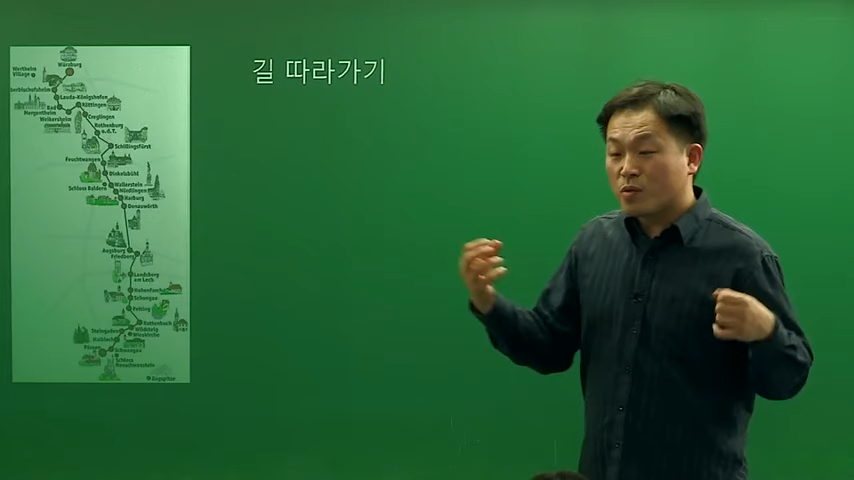 길 따라가기
Würzburg
Wertheim
Village
Lauda-Königshofen
Bad
Mergentheim
Röttingen
Weikersheim
Creglingen
Rothenburg
o.d.T.
Schillingsfürst
Feuchtwangen
Dinkelsbühl
Wallerstein
Schloss Baldern
Nördlingen
Harburg
Donauwörth
Augsburg
Friedberg
Landsburg
am Lech
Hohenfurch
Schongau
Peiting
Rottenbuch
Wildsteig
Steingaden
Wieskirche
Halblech
Füssen
Schwangau
Schloss
Neuschwanstein
Zugspitze